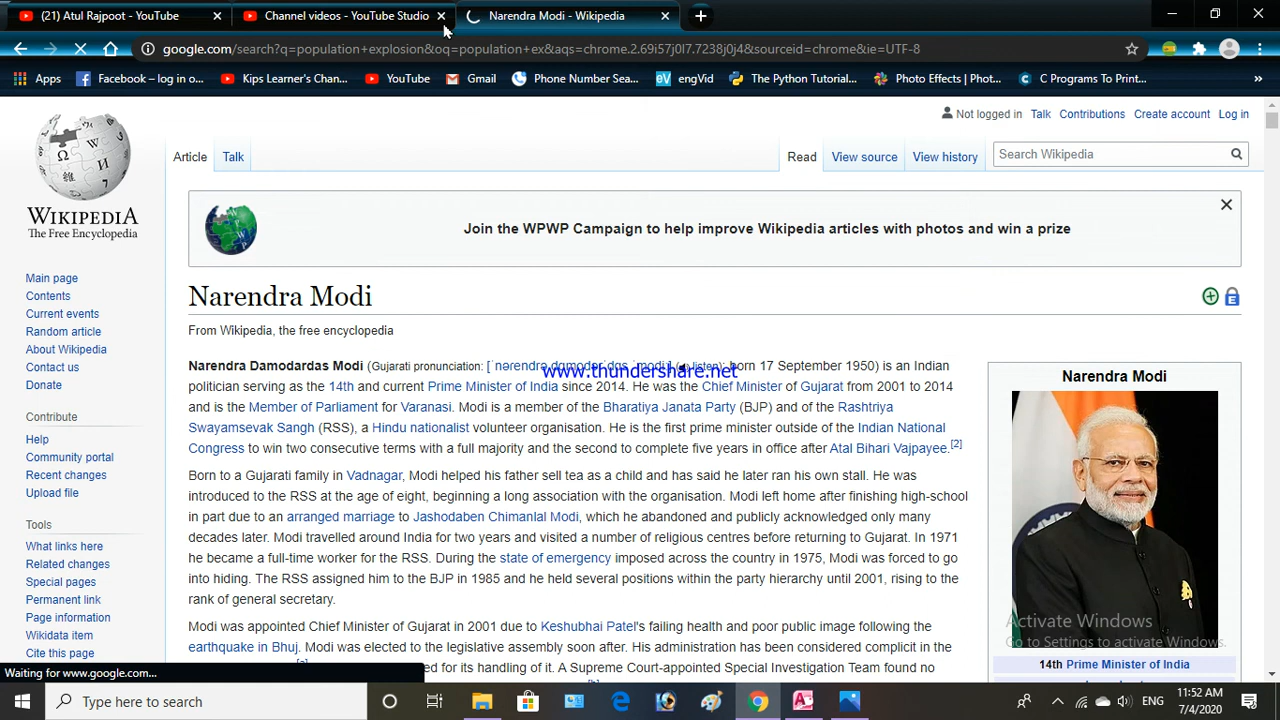 (21) Atul Rajpoot - YouTube
Channel videos - YouTube Studio
Narendra Modi - Wikipedia
google.com/search?q=population+explosion&oq=population+ex&aqs=chrome.2.69i57j0l7.7238j0j4&sourceid=chrome&ie=UTF-8
Apps
Facebook – log in o...
Kips Learner's Chan...
YouTube
Gmail
Phone Number Sea...
engVid
The Python Tutorial...
Photo Effects | Phot...
C Programs To Print...
»
Not logged in Talk Contributions Create account Log in
Article Talk
Read View source View history
Search Wikipedia
WIKIPEDIA
The Free Encyclopedia
Join the WPWP Campaign to help improve Wikipedia articles with photos and win a prize
Main page
Contents
Current events
Random article
About Wikipedia
Contact us
Donate
Contribute
Help
Community portal
Recent changes
Upload file
Tools
What links here
Related changes
Special pages
Permanent link
Page information
Wikidata item
Cite this page
Narendra Modi
From Wikipedia, the free encyclopedia
Narendra Damodardas Modi (Gujarati pronunciation: born 17 September 1950) is an Indian
www.thundershare.net
politician serving as the 14th and current Prime Minister of India since 2014. He was the Chief Minister of Gujarat from 2001 to 2014
and is the Member of Parliament for Varanasi. Modi is a member of the Bharatiya Janata Party (BJP) and of the Rashtriya
Swayamsevak Sangh (RSS), a Hindu nationalist volunteer organisation. He is the first prime minister outside of the Indian National
Congress to win two consecutive terms with a full majority and the second to complete five years in office after Atal Bihari Vajpayee.[2]
Born to a Gujarati family in Vadnagar, Modi helped his father sell tea as a child and has said he later ran his own stall. He was
introduced to the RSS at the age of eight, beginning a long association with the organisation. Modi left home after finishing high-school
in part due to an arranged marriage to Jashodaben Chimanlal Modi, which he abandoned and publicly acknowledged only many
decades later. Modi travelled around India for two years and visited a number of religious centres before returning to Gujarat. In 1971
he became a full-time worker for the RSS. During the state of emergency imposed across the country in 1975, Modi was forced to go
into hiding. The RSS assigned him to the BJP in 1985 and he held several positions within the party hierarchy until 2001, rising to the
rank of general secretary.
Modi was appointed Chief Minister of Gujarat in 2001 due to Keshubhai Patel's failing health and poor public image following the
earthquake in Bhuj. Modi was elected to the legislative assembly soon after. His administration has been considered complicit in the
for its handling of it. A Supreme Court-appointed Special Investigation Team found no
Narendra Modi
14th Prime Minister of India
Activate Windows
Go to Settings to activate Windows.
Waiting for www.google.com...
Type here to search
ENG
11:52 AM
7/4/2020